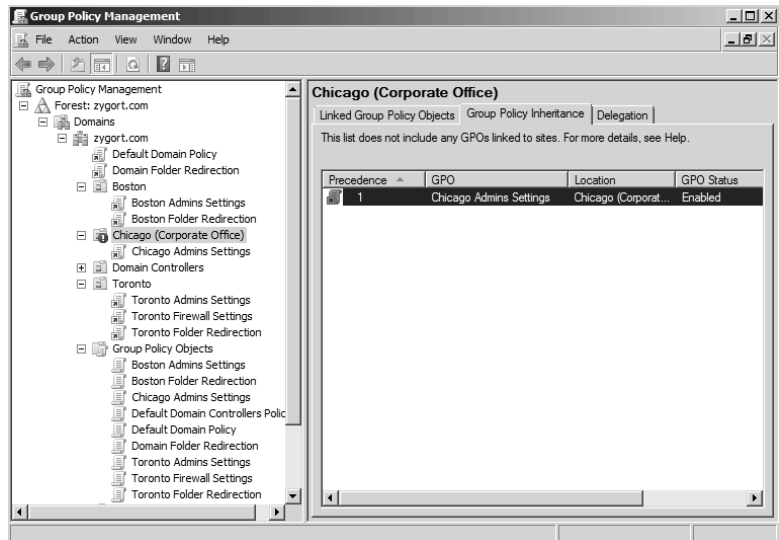 Group Policy Management
File Action View Window Help
Group Policy Management
Forest: zygort.com
Domains
zygort.com
Default Domain Policy
Domain Folder Redirection
Boston
Boston Admins Settings
Boston Folder Redirection
Chicago (Corporate Office)
Chicago Admins Settings
Domain Controllers
Toronto
Toronto Admins Settings
Toronto Firewall Settings
Toronto Folder Redirection
Group Policy Objects
Boston Admins Settings
Boston Folder Redirection
Chicago Admins Settings
Default Domain Controllers Polic
Default Domain Policy
Domain Folder Redirection
Toronto Admins Settings
Toronto Firewall Settings
Toronto Folder Redirection
Chicago (Corporate Office)
Linked Group Policy Objects Group Policy Inheritance Delegation
This list does not include any GPOs linked to sites. For more details, see Help.
Precedence GPO Location GPO Status
1 Chicago Admins Settings Chicago (Corporat... Enabled